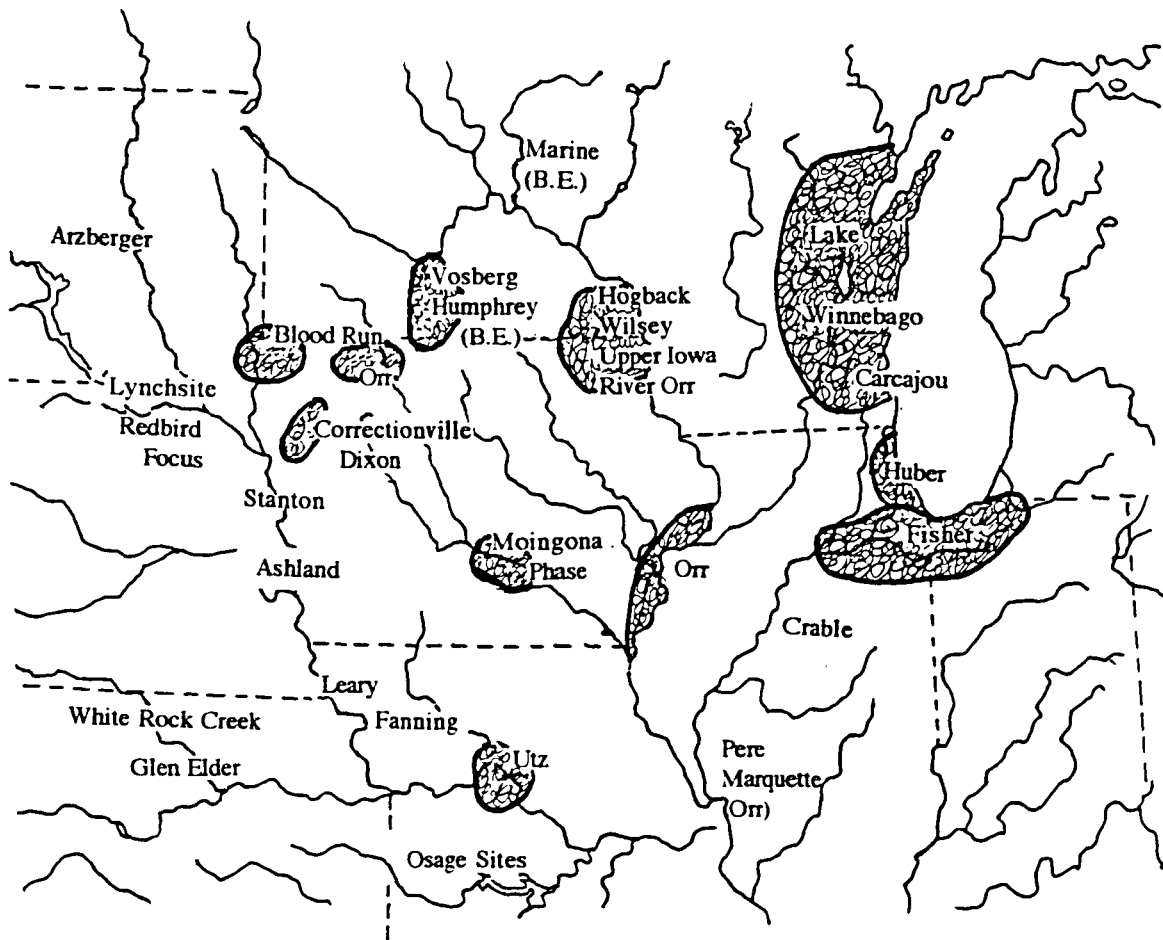 Marine
(B.E.)
Arzberger
Lake
Winnebago
Carcajou
Vosberg
Humphrey
(B.E.)
Hogback
Wilsey
Upper Iowa
River Orr
Blood Run
Orr
Lynchsite
Redbird
Focus
Correctionville
Dixon
Huber
Stanton
Fisher
Moingona
Phase
Ashland
Orr
Crable
Leary
White Rock Creek
Fanning
Glen Elder
Utz
Pere
Marquette
(Orr)
Osage Sites